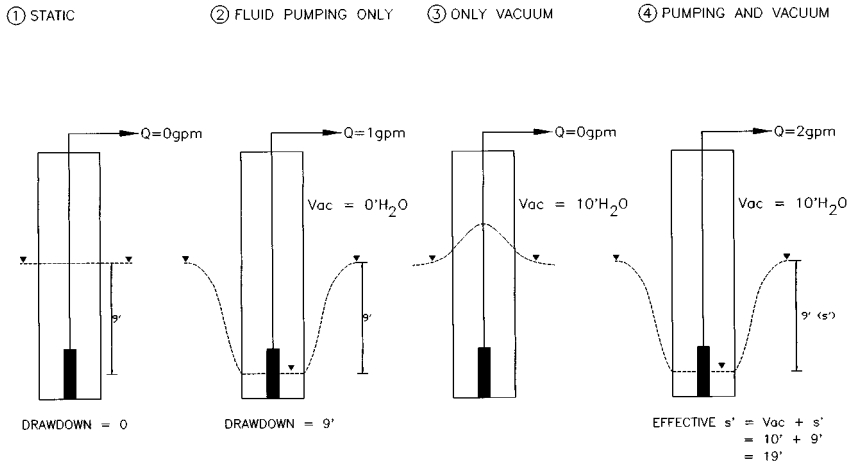 ① STATIC
② FLUID PUMPING ONLY
③ ONLY VACUUM
④ PUMPING AND VACUUM
Q=0gpm
Q=1gpm
Q=0gpm
Q=2gpm
Vac = 0'H₂O
Vac = 10'H₂O
Vac = 10'H₂O
9'
9'
9' (s')
DRAWDOWN = 0
DRAWDOWN = 9'
EFFECTIVE s' = Vac + s'
= 10' + 9'
= 19'